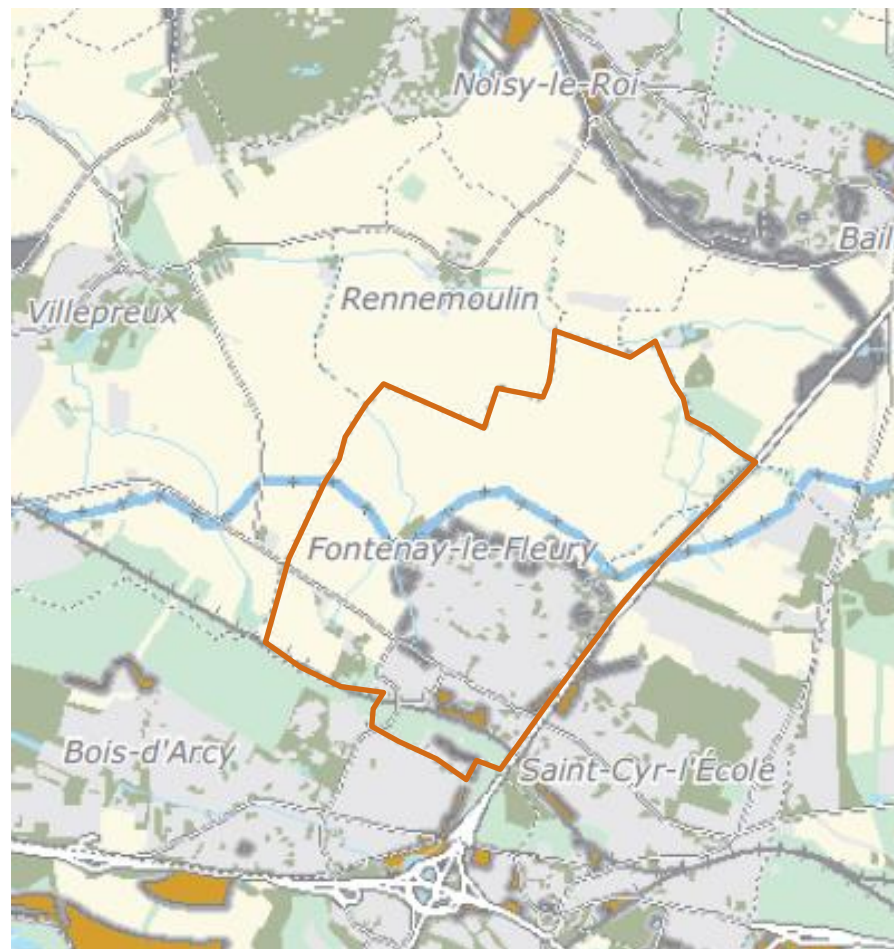 Noisy-le-Roi
Bail
Rennemoulin
Villepreux
Fontenay-le-Fleury
Bois-d'Arcy
Saint-Cyr-l'École